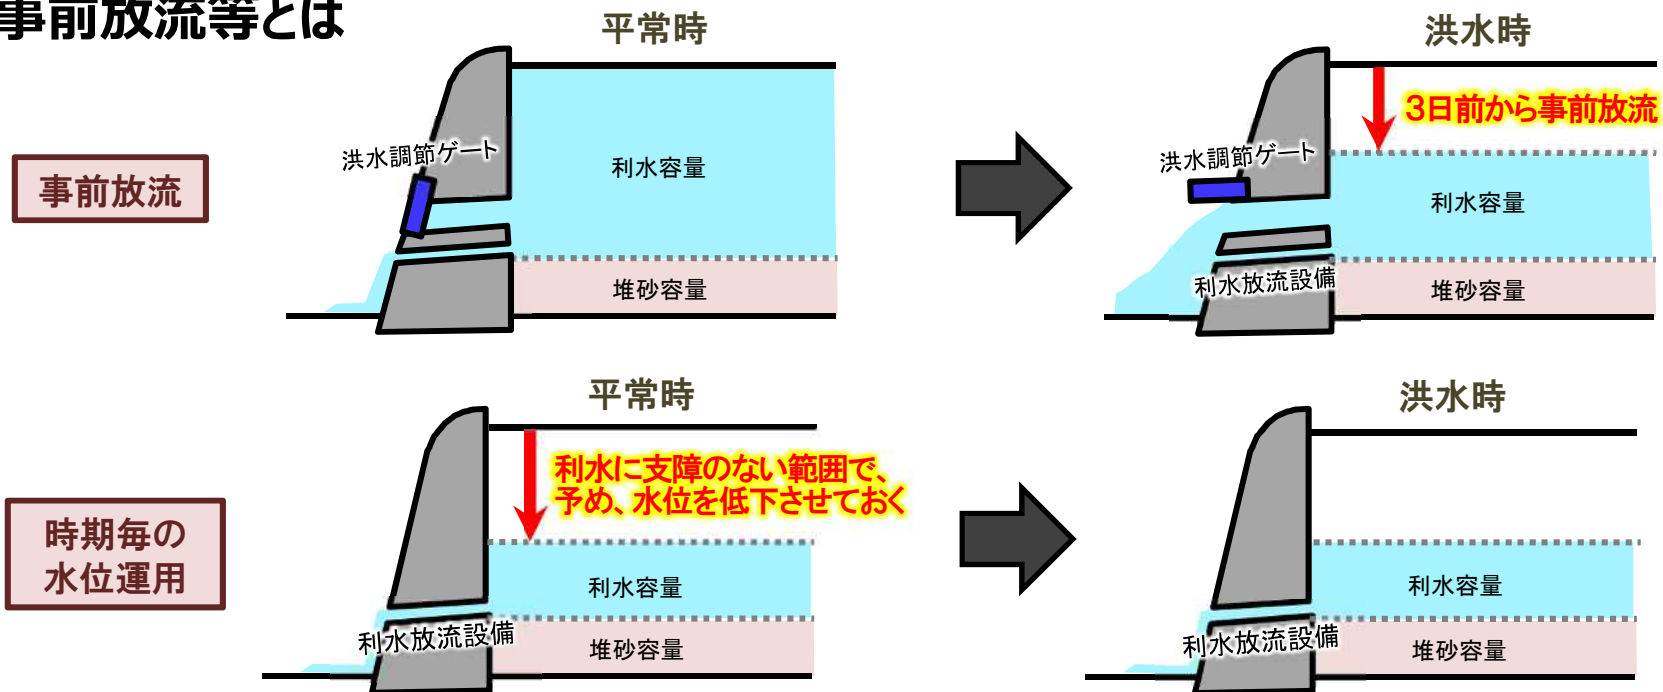 事前放流等とは
平常時
洪水時
事前放流
洪水調節ゲート
利水容量
堆砂容量
3日前から事前放流
洪水調節ゲート
利水容量
利水放流設備
堆砂容量
平常時
洪水時
時期毎の
水位運用
利水に支障のない範囲で、
予め、水位を低下させておく
利水容量
利水放流設備
堆砂容量
利水容量
利水放流設備
堆砂容量